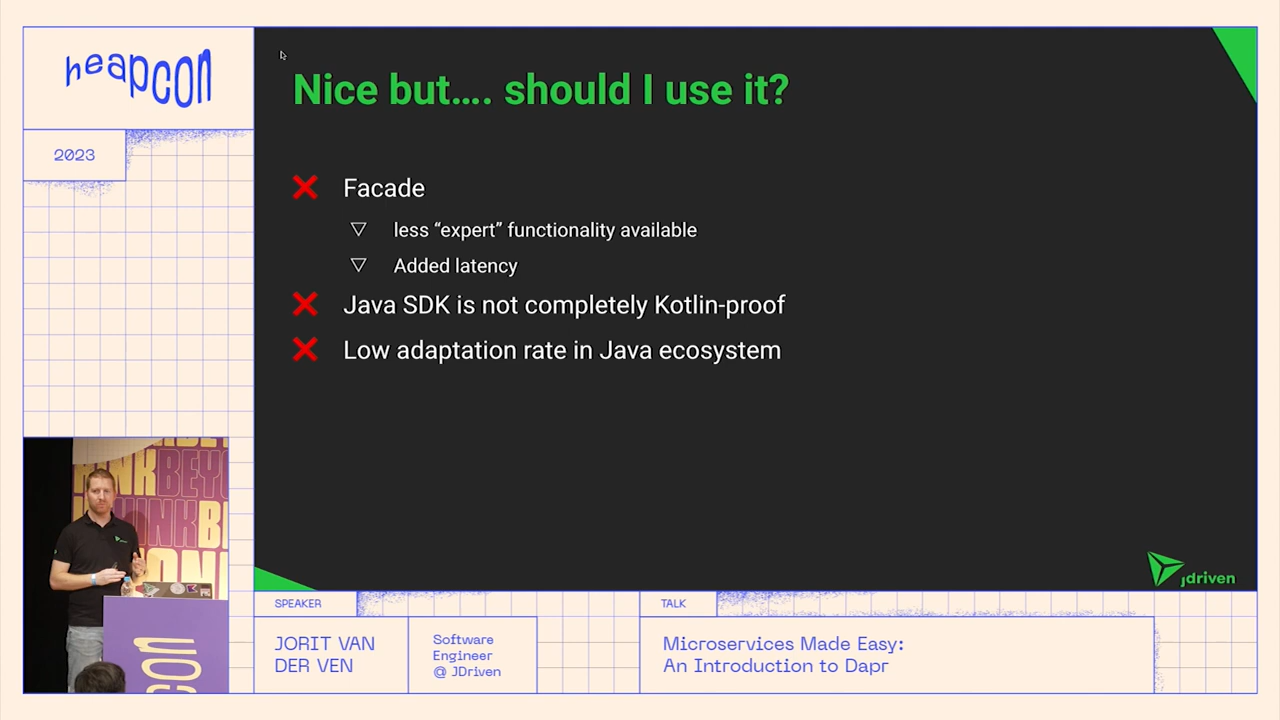 heapcon
2023
Nice but.... should I use it?
Facade
less “expert” functionality available
Added latency
Java SDK is not completely Kotlin-proof
Low adaptation rate in Java ecosystem
jdriven
SPEAKER
JORIT VAN
DER VEN
Software
Engineer
@ JDriven
TALK
Microservices Made Easy:
An Introduction to Dapr